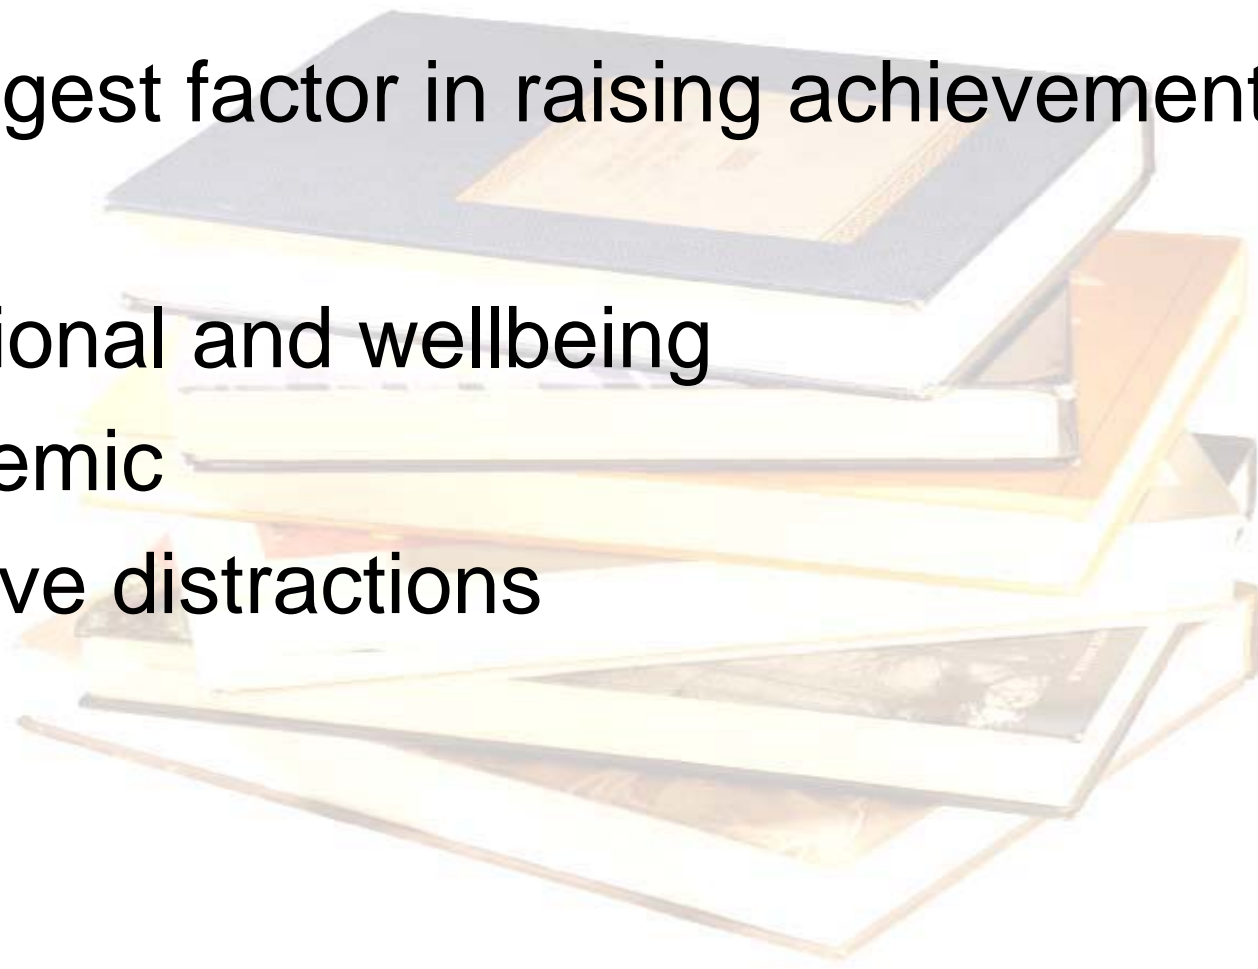 gest factor in raising achievement
ional and wellbeing
emic
ve distractions